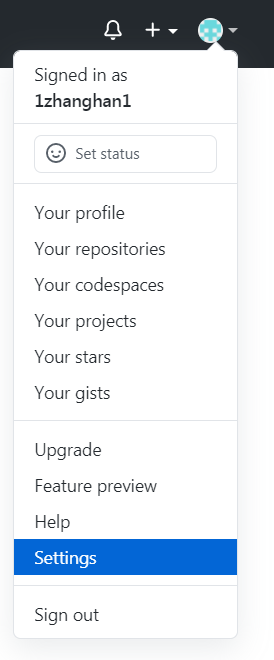 Signed in as
1zhanghan1
Set status
Your profile
Your repositories
Your codespaces
Your projects
Your stars
Your gists
Upgrade
Feature preview
Help
Settings
Sign out